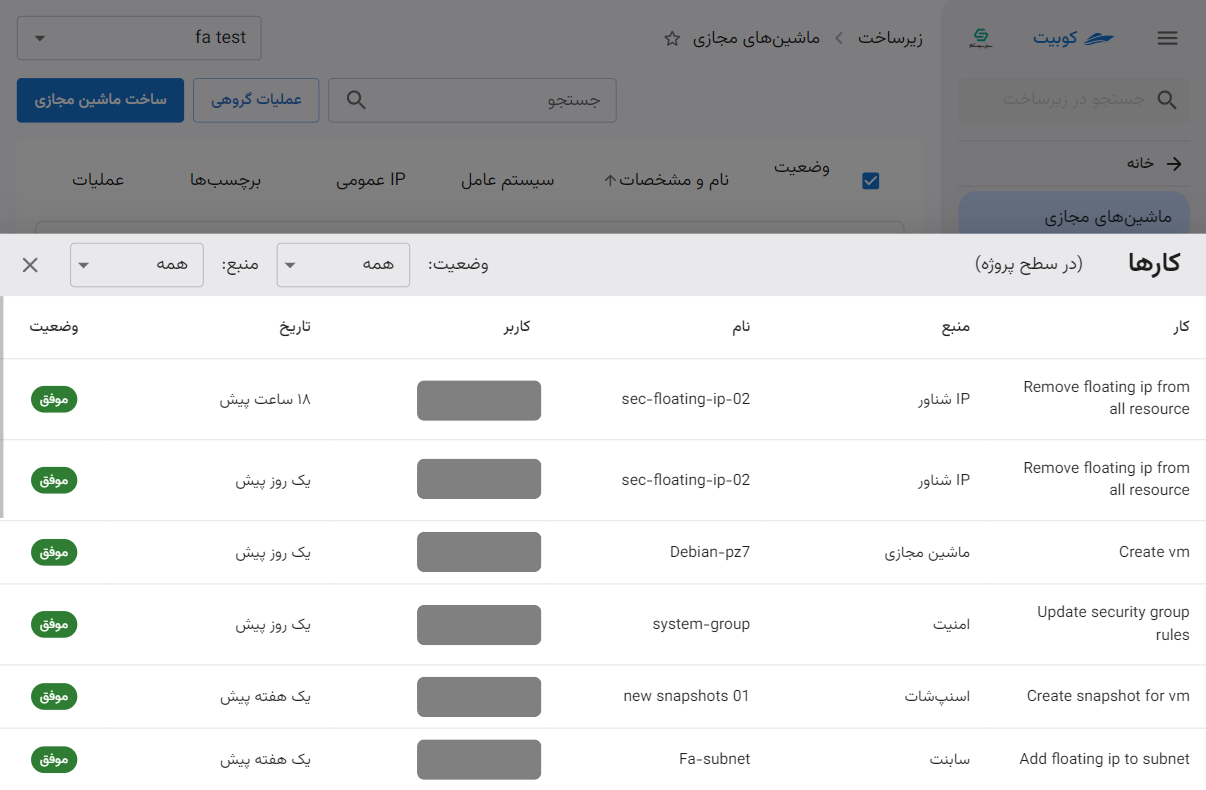 کوبیت
زیرساخت
ماشین‌های مجازی
fa test
جستجو در زیرساخت
جستجو
عملیات گروهی
ساخت ماشین مجازی
خانه
ماشین‌های مجازی
وضعیت
نام و مشخصات
سیستم عامل
IP عمومی
برچسب‌ها
عملیات
کارها (در سطح پروژه)
وضعیت: همه
منبع: همه
کار منبع نام کاربر تاریخ وضعیت
Remove floating ip from
all resource
IP شناور
sec-floating-ip-02
۱۸ ساعت پیش
موفق
Remove floating ip from
all resource
IP شناور
sec-floating-ip-02
یک روز پیش
موفق
Create vm
ماشین مجازی
Debian-pz7
یک روز پیش
موفق
Update security group
rules
امنیت
system-group
یک روز پیش
موفق
Create snapshot for vm
اسنپ‌شات
new snapshots 01
یک هفته پیش
موفق
Add floating ip to subnet
سابنت
Fa-subnet
یک هفته پیش
موفق